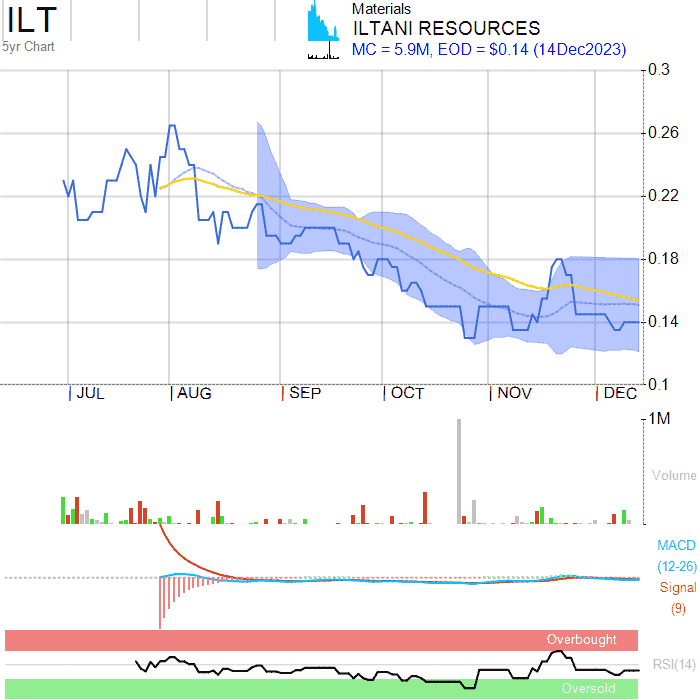 ILT
5yr Chart
Materials
ILTANI RESOURCES
MC = 5.9M, EOD = $0.14 (14Dec2023)
0.3
0.26
0.22
0.18
0.14
0.1
JUL
AUG
SEP
OCT
NOV
DEC
1M
Volume
MACD
(12-26)
Signal
(9)
Overbought
RSI(14)
Oversold